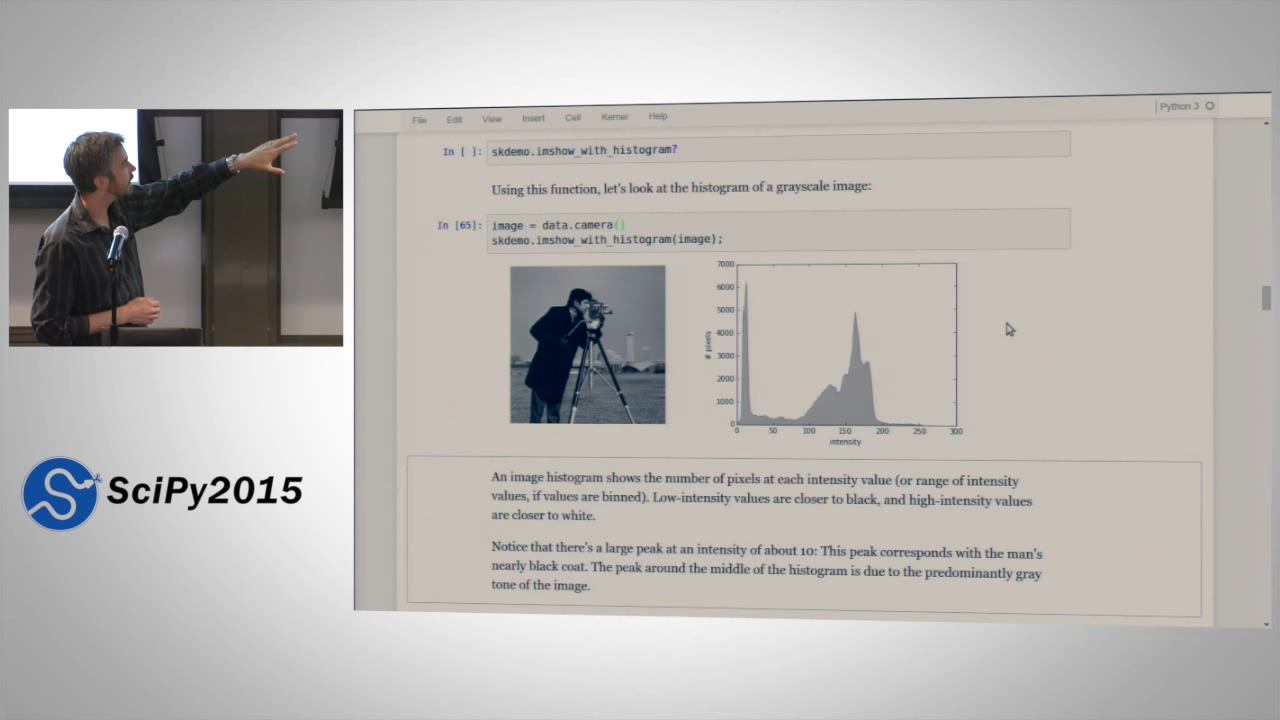 File Edit View Insert Cell Kernel Help
Python 3
In [ ]: skdemo.imshow_with_histogram?
Using this function, let's look at the histogram of a grayscale image:
In [65]: image = data.camera()
skdemo.imshow_with_histogram(image);
7000
6000
5000
4000
3000
2000
1000
0
# pixels
0 50 100 150 200 250 300
intensity
An image histogram shows the number of pixels at each intensity value (or range of intensity
values, if values are binned). Low-intensity values are closer to black, and high-intensity values
are closer to white.
Notice that there's a large peak at an intensity of about 10: This peak corresponds with the man's
nearly black coat. The peak around the middle of the histogram is due to the predominantly gray
tone of the image.
SciPy2015